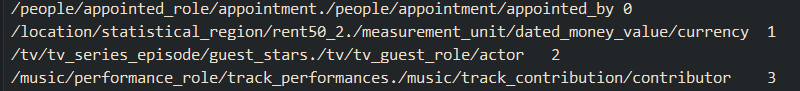 /people/appointed_role/appointment./people/appointment/appointed_by 0
/location/statistical_region/rent50_2./measurement_unit/dated_money_value/currency 1
/tv/tv_series_episode/guest_stars./tv/tv_guest_role/actor 2
/music/performance_role/track_performances./music/track_contribution/contributor 3